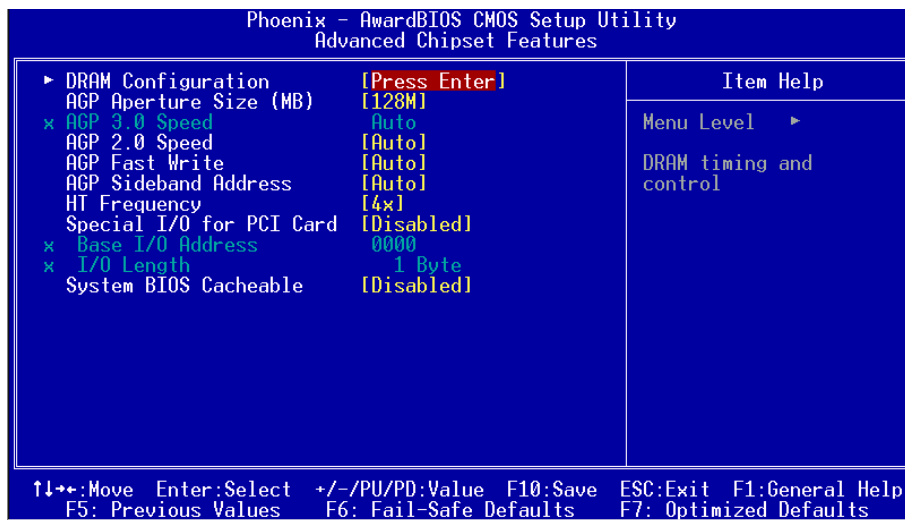 Phoenix - AwardBIOS CMOS Setup Utility
Advanced Chipset Features
► DRAM Configuration [Press Enter]
AGP Aperture Size (MB) [128M]
x AGP 3.0 Speed Auto
AGP 2.0 Speed [Auto]
AGP Fast Write [Auto]
AGP Sideband Address [Auto]
HT Frequency [4x]
Special I/O for PCI Card [Disabled]
x Base I/O Address 0000
x I/O Length 1 Byte
System BIOS Cacheable [Disabled]
Item Help
Menu Level ►
DRAM timing and
control
↑↓→←:Move Enter:Select +/-/PU/PD:Value F10:Save ESC:Exit F1:General Help
F5: Previous Values F6: Fail-Safe Defaults F7: Optimized Defaults